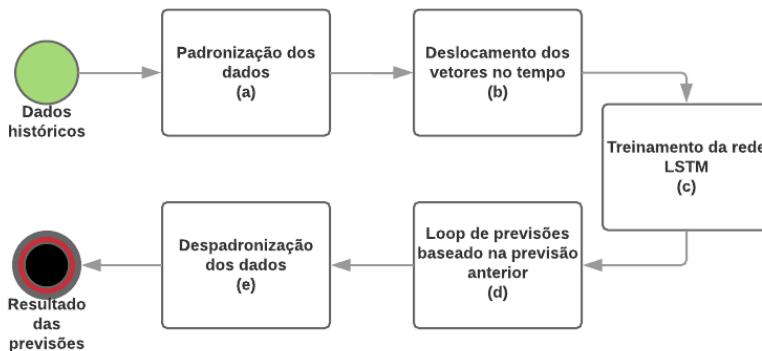 Dados
históricos
Padronização dos
dados
(a)
Deslocamento dos
vetores no tempo
(b)
Treinamento da rede
LSTM
(c)
Loop de previsões
baseado na previsão
anterior
(d)
Despadronização
dos dados
(e)
Resultado
das
previsões